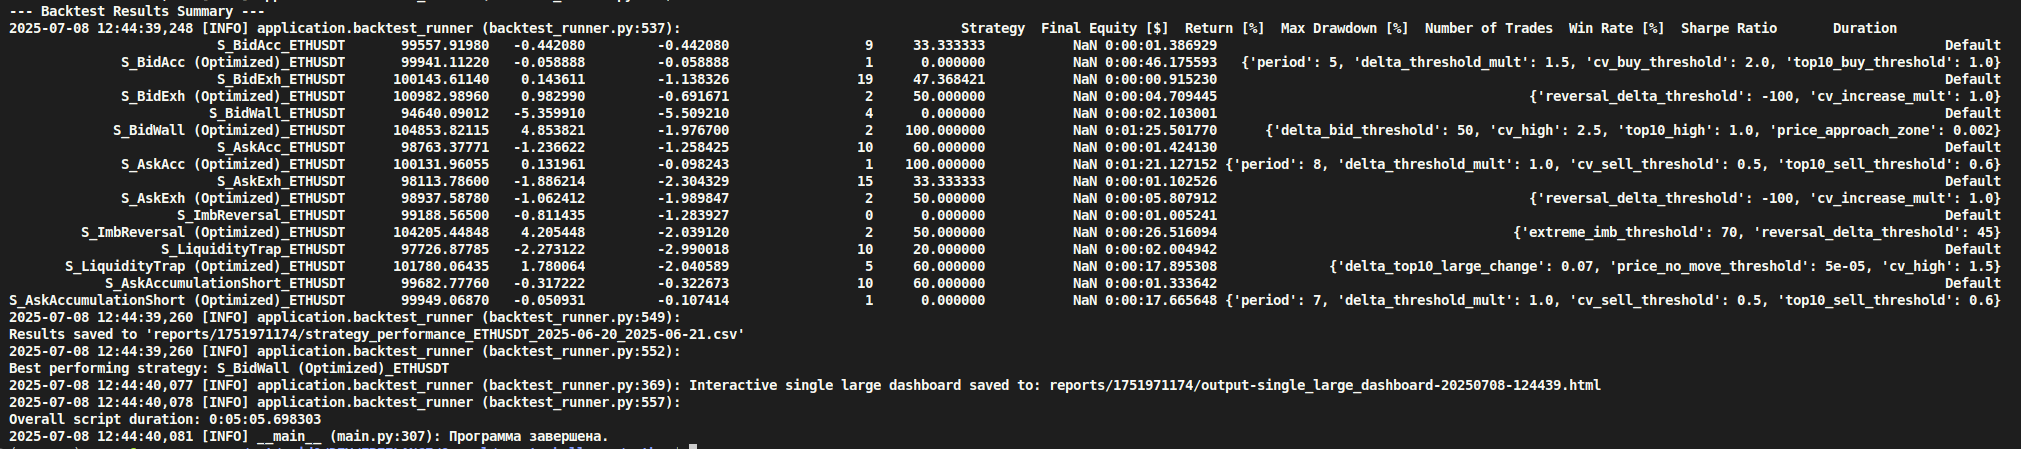 --- Backtest Results Summary ---
2025-07-08 12:44:39,248 [INFO] application.backtest_runner (backtest_runner.py:537): Strategy Final Equity [$] Return [%] Max Drawdown [%] Number of Trades Win Rate [%] Sharpe Ratio Duration
S_BidAcc_ETHUSDT 99557.91980 -0.442080 -0.442080 9 33.333333 NaN 0:00:01.386929 Default
S_BidAcc (Optimized)_ETHUSDT 99941.11220 -0.058888 -0.058888 1 0.000000 NaN 0:00:46.175593 {'period': 5, 'delta_threshold_mult': 1.5, 'cv_buy_threshold': 2.0, 'top10_buy_threshold': 1.0}
S_BidExh_ETHUSDT 100143.61140 0.143611 -1.138326 19 47.368421 NaN 0:00:00.915230 Default
S_BidExh (Optimized)_ETHUSDT 100982.98960 0.982990 -0.691671 2 50.000000 NaN 0:00:04.709445 {'reversal_delta_threshold': -100, 'cv_increase_mult': 1.0}
S_BidWall_ETHUSDT 94640.09012 -5.359910 -5.509210 4 0.000000 NaN 0:00:02.103001 Default
S_BidWall (Optimized)_ETHUSDT 104853.82115 4.853821 -1.976700 2 100.000000 NaN 0:01:25.501770 {'delta_bid_threshold': 50, 'cv_high': 2.5, 'top10_high': 1.0, 'price_approach_zone': 0.002}
S_AskAcc_ETHUSDT 98763.37771 -1.236622 -1.258425 10 60.000000 NaN 0:00:01.424130 Default
S_AskAcc (Optimized)_ETHUSDT 100131.96055 0.131961 -0.098243 1 100.000000 NaN 0:01:21.127152 {'period': 8, 'delta_threshold_mult': 1.0, 'cv_sell_threshold': 0.5, 'top10_sell_threshold': 0.6}
S_AskExh_ETHUSDT 98113.78600 -1.886214 -2.304329 15 33.333333 NaN 0:00:01.102526 Default
S_AskExh (Optimized)_ETHUSDT 98937.58780 -1.062412 -1.989847 2 50.000000 NaN 0:00:05.807912 {'reversal_delta_threshold': -100, 'cv_increase_mult': 1.0}
S_ImbReversal_ETHUSDT 99188.56500 -0.811435 -1.283927 0 0.000000 NaN 0:00:01.005241 Default
S_ImbReversal (Optimized)_ETHUSDT 104205.44848 4.205448 -2.039120 2 50.000000 NaN 0:00:26.516094 {'extreme_imb_threshold': 70, 'reversal_delta_threshold': 45}
S_LiquidityTrap_ETHUSDT 97726.87785 -2.273122 -2.990018 10 20.000000 NaN 0:00:02.004942 Default
S_LiquidityTrap (Optimized)_ETHUSDT 101780.06435 1.780064 -2.040589 5 60.000000 NaN 0:00:17.895308 {'delta_top10_large_change': 0.07, 'price_no_move_threshold': 5e-05, 'cv_high': 1.5}
S_AskAccumulationShort_ETHUSDT 99682.77760 -0.317222 -0.322673 10 60.000000 NaN 0:00:01.333642 Default
S_AskAccumulationShort (Optimized)_ETHUSDT 99949.06870 -0.050931 -0.107414 1 0.000000 NaN 0:00:17.665648 {'period': 7, 'delta_threshold_mult': 1.0, 'cv_sell_threshold': 0.5, 'top10_sell_threshold': 0.6}
2025-07-08 12:44:39,260 [INFO] application.backtest_runner (backtest_runner.py:549):
Results saved to 'reports/1751971174/strategy_performance_ETHUSDT_2025-06-20_2025-06-21.csv'
2025-07-08 12:44:39,260 [INFO] application.backtest_runner (backtest_runner.py:552):
Best performing strategy: S_BidWall (Optimized)_ETHUSDT
2025-07-08 12:44:40,077 [INFO] application.backtest_runner (backtest_runner.py:369): Interactive single large dashboard saved to: reports/1751971174/output-single_large_dashboard-20250708-124439.html
2025-07-08 12:44:40,078 [INFO] application.backtest_runner (backtest_runner.py:557):
Overall script duration: 0:05:05.698303
2025-07-08 12:44:40,081 [INFO] __main__ (main.py:307): Программа завершена.